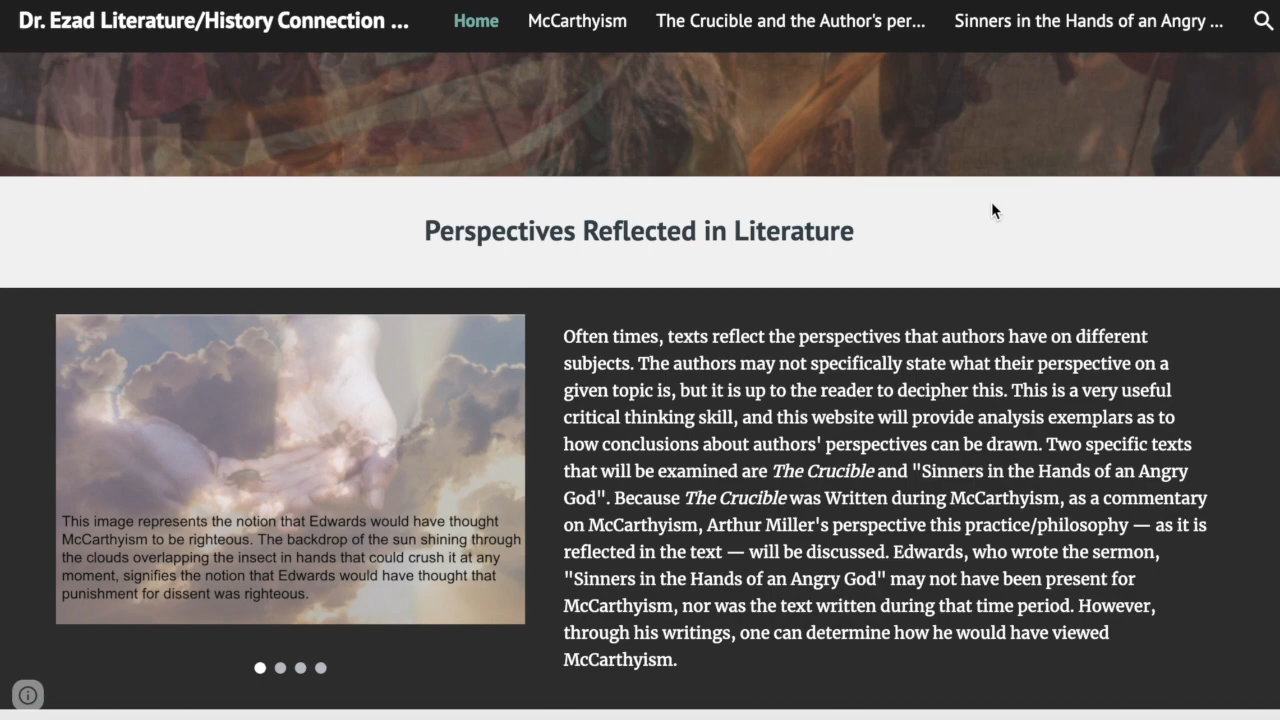 Dr. Ezad Literature/History Connection ...
Home
McCarthyism
The Crucible and the Author's per...
Sinners in the Hands of an Angry ...
Perspectives Reflected in Literature
This image represents the notion that Edwards would have thought
McCarthyism to be righteous. The backdrop of the sun shining through
the clouds overlapping the insect in hands that could crush it at any
moment, signifies the notion that Edwards would have thought that
punishment for dissent was righteous.
Often times, texts reflect the perspectives that authors have on different
subjects. The authors may not specifically state what their perspective on a
given topic is, but it is up to the reader to decipher this. This is a very useful
critical thinking skill, and this website will provide analysis exemplars as to
how conclusions about authors' perspectives can be drawn. Two specific texts
that will be examined are The Crucible and "Sinners in the Hands of an Angry
God". Because The Crucible was Written during McCarthyism, as a commentary
on McCarthyism, Arthur Miller's perspective this practice/philosophy — as it is
reflected in the text — will be discussed. Edwards, who wrote the sermon,
"Sinners in the Hands of an Angry God" may not have been present for
McCarthyism, nor was the text written during that time period. However,
through his writings, one can determine how he would have viewed
McCarthyism.